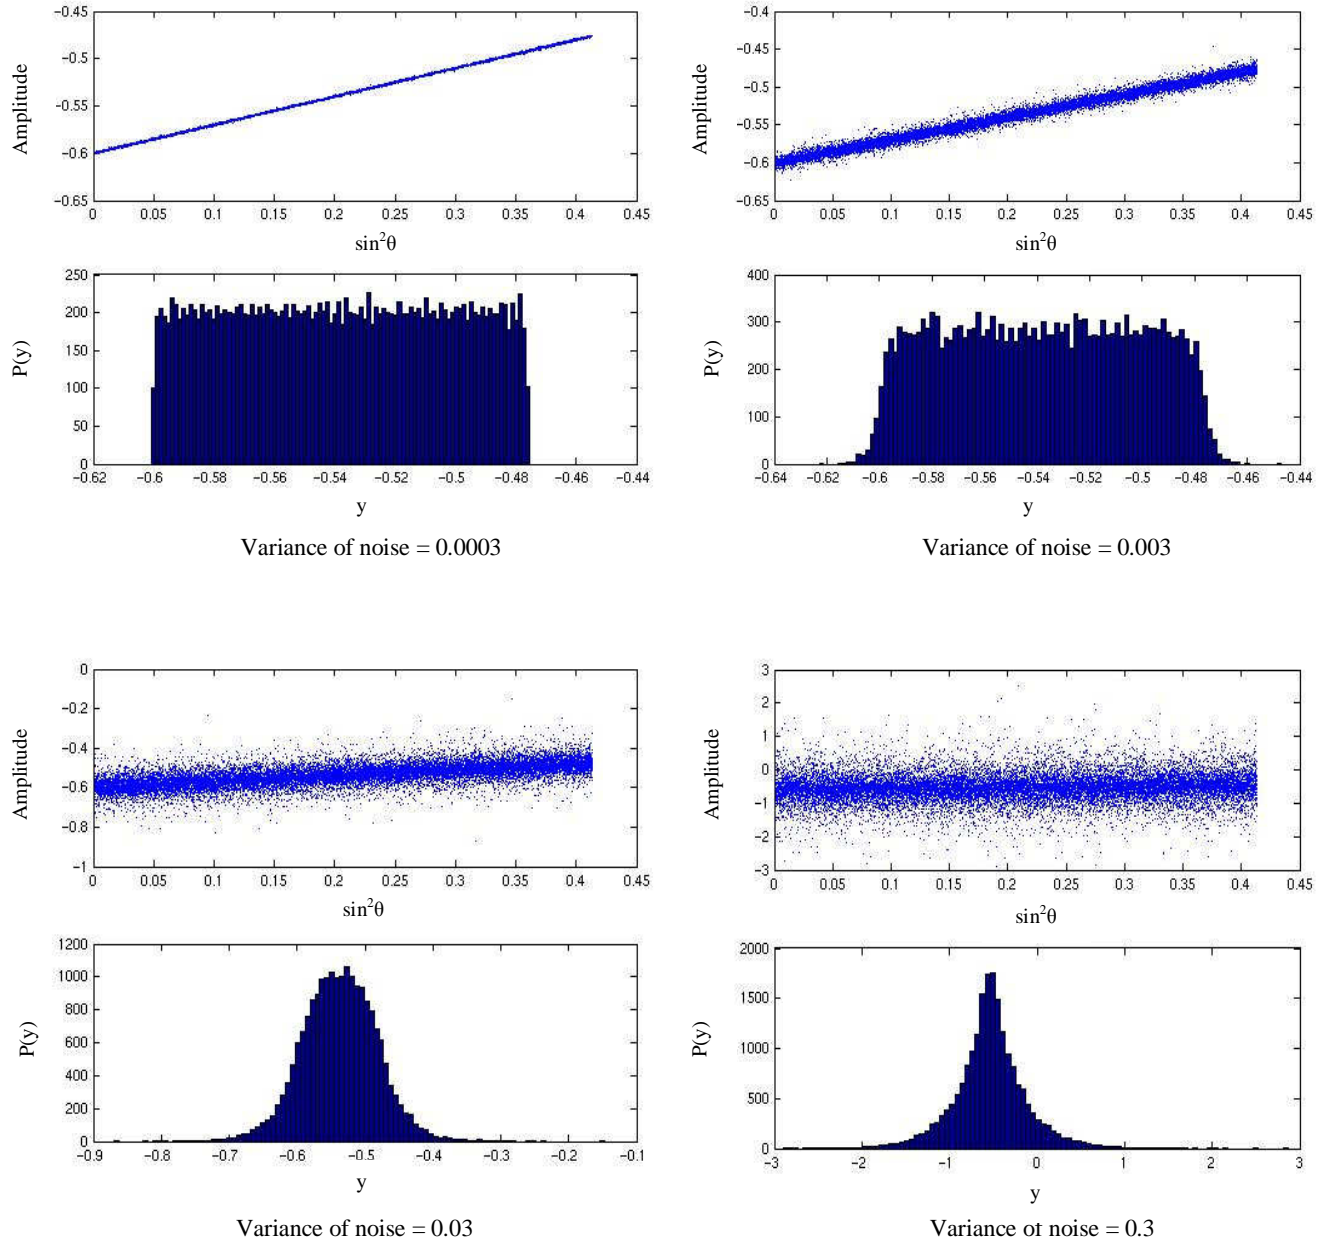 −0.45
−0.5
−0.55
−0.6
−0.65
Amplitude
0 0.05 0.1 0.15 0.2 0.25 0.3 0.35 0.4 0.45
sin²θ
250
200
150
100
50
0
P(y)
−0.62 −0.6 −0.58 −0.56 −0.54 −0.52 −0.5 −0.48 −0.46 −0.44
y
Variance of noise = 0.0003
−0.4
−0.45
−0.5
−0.55
−0.6
−0.65
Amplitude
0 0.05 0.1 0.15 0.2 0.25 0.3 0.35 0.4 0.45
sin²θ
400
300
200
100
0
P(y)
−0.64 −0.62 −0.6 −0.58 −0.56 −0.54 −0.52 −0.5 −0.48 −0.46 −0.44
y
Variance of noise = 0.003
0
−0.2
−0.4
−0.6
−0.8
−1
Amplitude
0 0.05 0.1 0.15 0.2 0.25 0.3 0.35 0.4 0.45
sin²θ
1200
1000
800
600
400
200
0
P(y)
−0.9 −0.8 −0.7 −0.6 −0.5 −0.4 −0.3 −0.2 −0.1
y
Variance of noise = 0.03
3
2
1
0
−1
−2
−3
Amplitude
0 0.05 0.1 0.15 0.2 0.25 0.3 0.35 0.4 0.45
sin²θ
2000
1500
1000
500
0
P(y)
−3 −2 −1 0 1 2 3
y
Variance of noise = 0.3